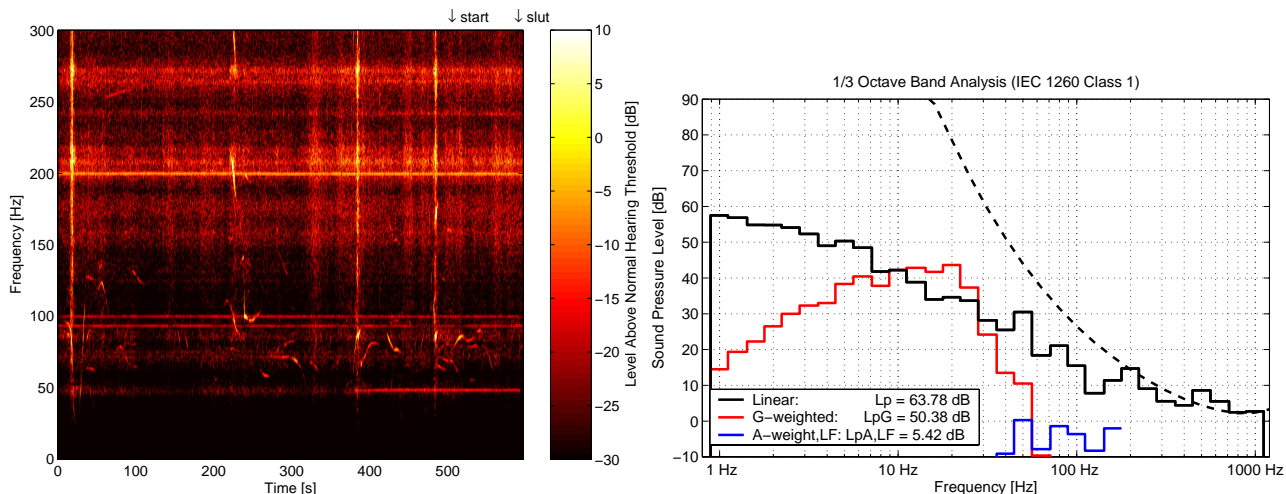 ↓ start ↓ slut
300
250
200
150
100
50
0
Frequency [Hz]
0 100 200 300 400 500
Time [s]
10
5
0
−5
−10
−15
−20
−25
−30
Level Above Normal Hearing Threshold [dB]
1/3 Octave Band Analysis (IEC 1260 Class 1)
90
80
70
60
50
40
30
20
10
0
−10
Sound Pressure Level [dB]
Linear: Lp = 63.78 dB
G−weighted: LpG = 50.38 dB
A−weight,LF: LpA,LF = 5.42 dB
1 Hz 10 Hz 100 Hz 1000 Hz
Frequency [Hz]